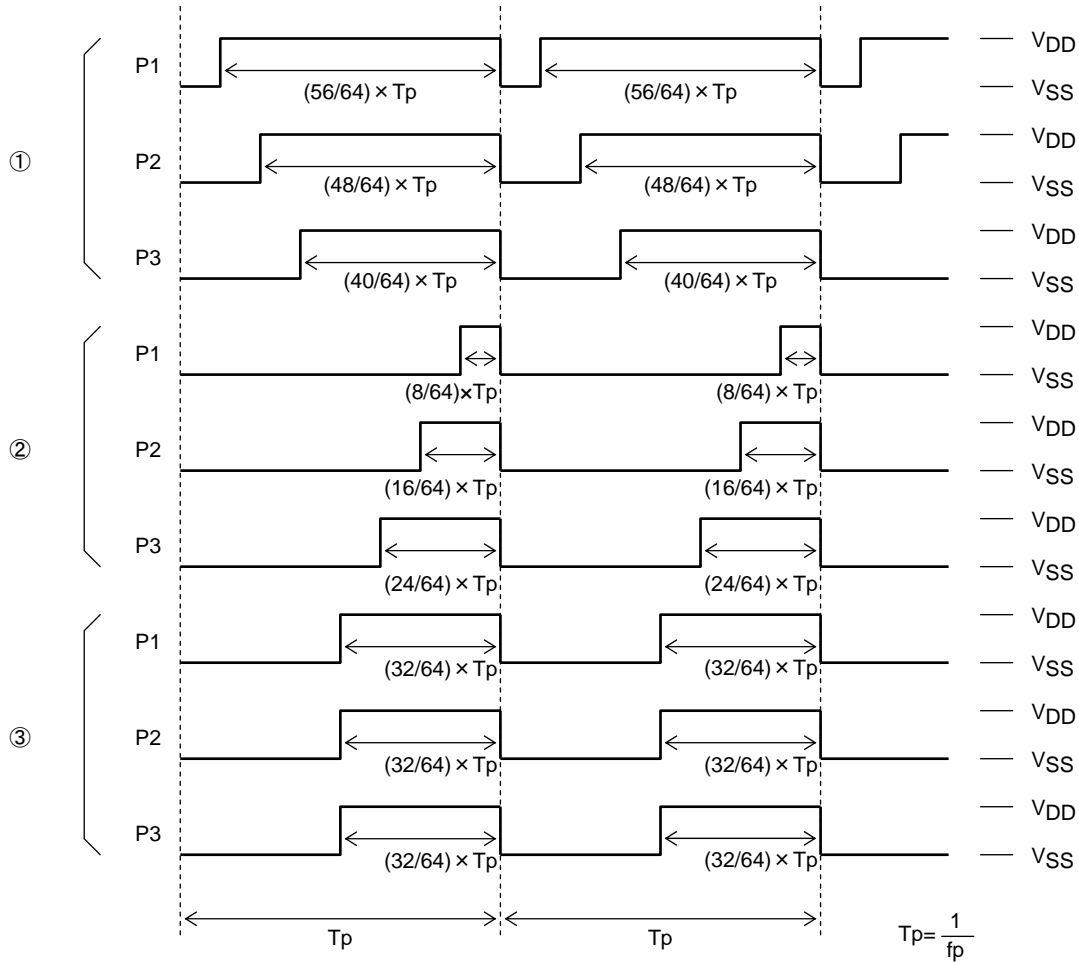 ①
P1 (56/64) × Tp (56/64) × Tp VDD VSS
P2 (48/64) × Tp (48/64) × Tp VDD VSS
P3 (40/64) × Tp (40/64) × Tp VDD VSS
②
P1 (8/64)×Tp (8/64) × Tp VDD VSS
P2 (16/64) × Tp (16/64) × Tp VDD VSS
P3 (24/64) × Tp (24/64) × Tp VDD VSS
③
P1 (32/64) × Tp (32/64) × Tp VDD VSS
P2 (32/64) × Tp (32/64) × Tp VDD VSS
P3 (32/64) × Tp (32/64) × Tp VDD VSS
Tp Tp Tp= 1/fp